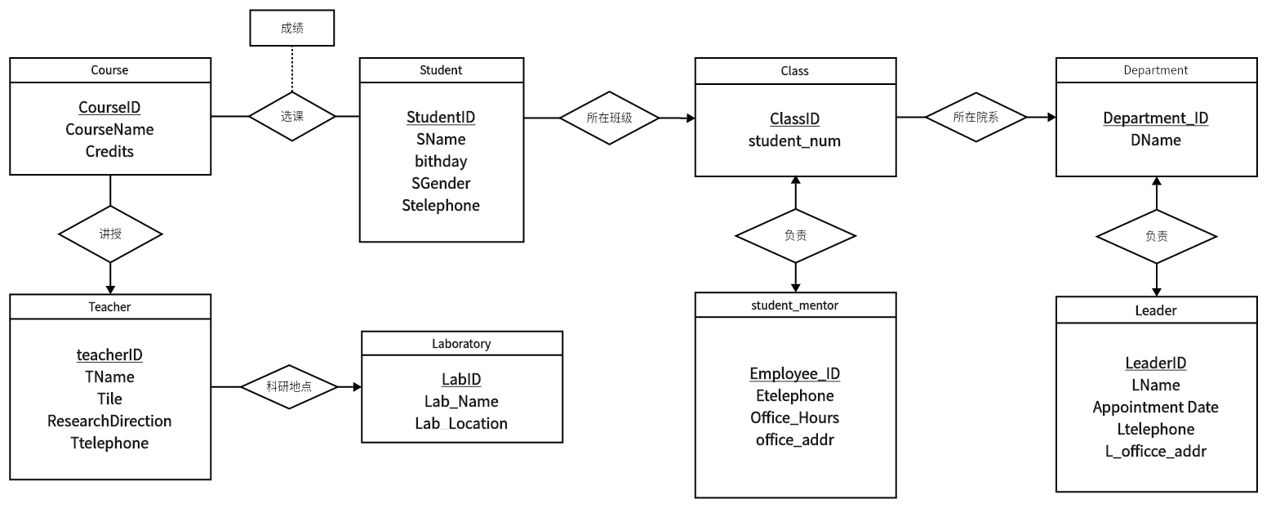 成绩
Course
CourseID
CourseName
Credits
选课
Student
StudentID
SName
bithday
SGender
Stelephone
所在班级
Class
ClassID
student_num
所在院系
Department
Department_ID
DName
讲授
负责
负责
Teacher
teacherID
TName
Tile
ResearchDirection
Ttelephone
科研地点
Laboratory
LabID
Lab_Name
Lab_Location
student_mentor
Employee_ID
Etelephone
Office_Hours
office_addr
Leader
LeaderID
LName
Appointment Date
Ltelephone
L_officce_addr